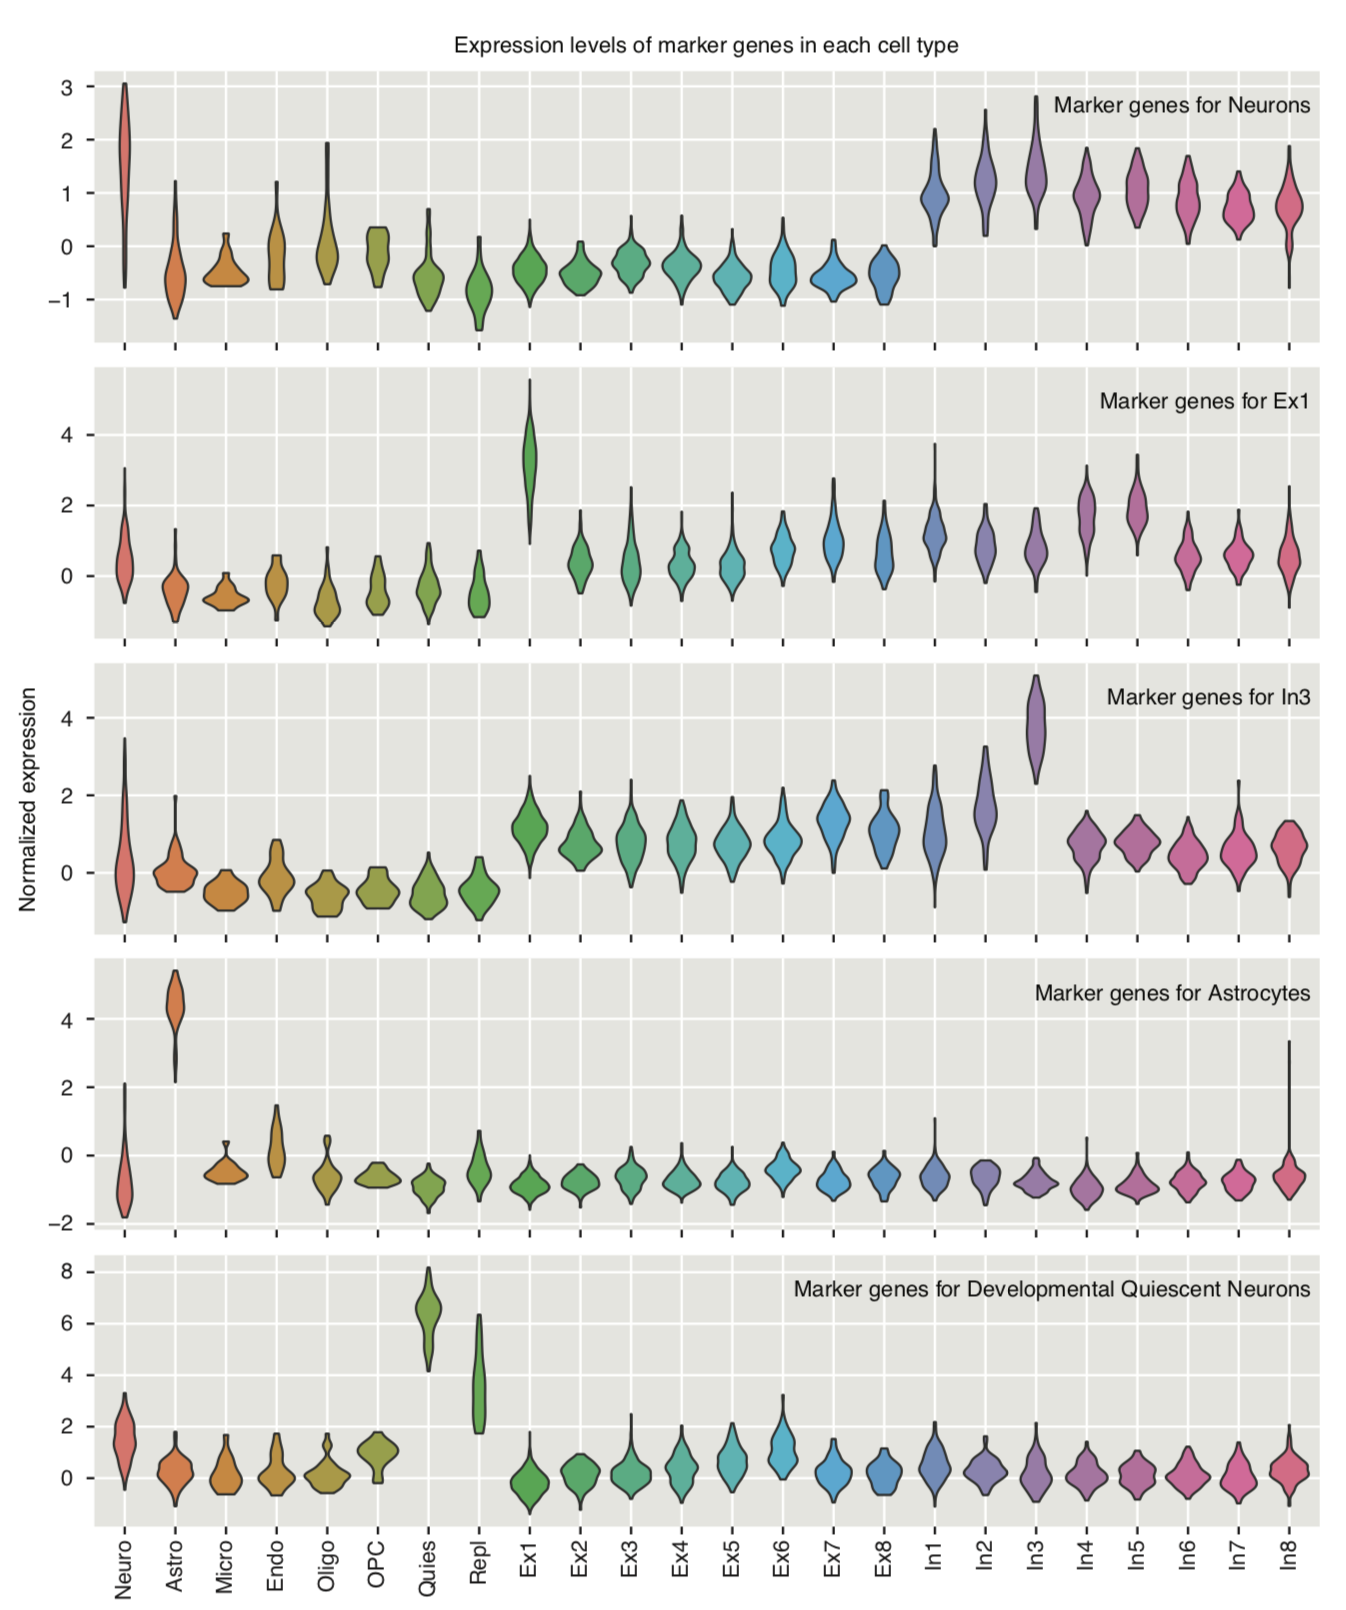 Expression levels of marker genes in each cell type
Marker genes for Neurons
3
2
1
0
−1
Marker genes for Ex1
4
2
0
Normalized expression
Marker genes for In3
4
2
0
Marker genes for Astrocytes
4
2
0
−2
Marker genes for Developmental Quiescent Neurons
8
6
4
2
0
Neuro Astro Micro Endo Oligo OPC Quies Repl Ex1 Ex2 Ex3 Ex4 Ex5 Ex6 Ex7 Ex8 In1 In2 In3 In4 In5 In6 In7 In8